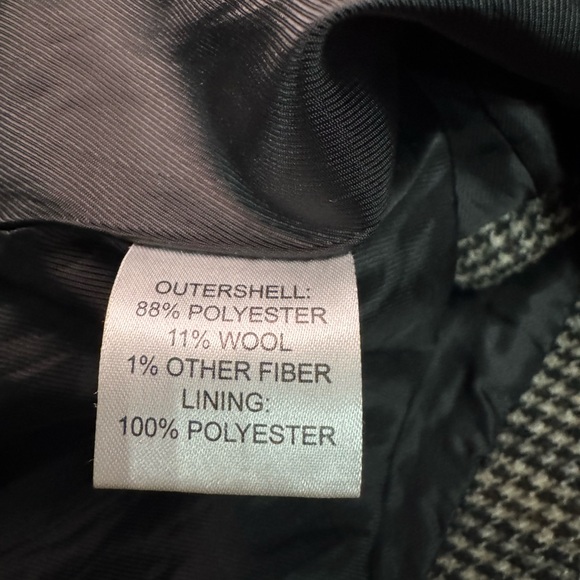 OUTERSHELL:
88% POLYESTER
11% WOOL
1% OTHER FIBER
LINING:
100% POLYESTER